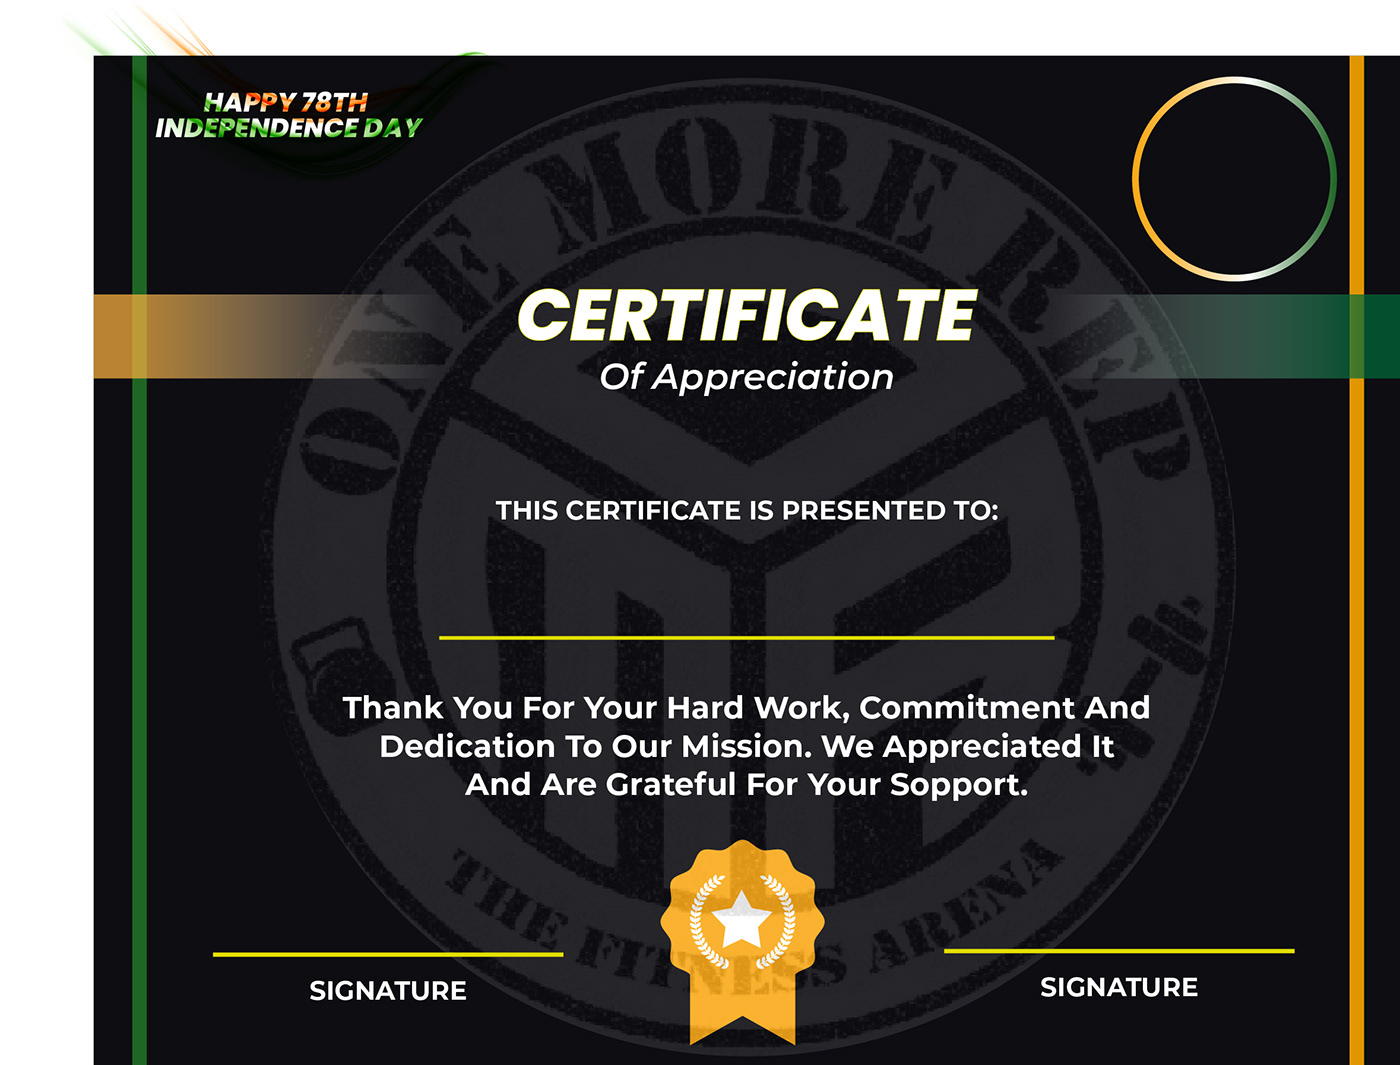 HAPPY 78TH
INDEPENDENCE DAY
ONE MORE REP
CERTIFICATE
Of Appreciation
THIS CERTIFICATE IS PRESENTED TO:
Thank You For Your Hard Work, Commitment And
Dedication To Our Mission. We Appreciated It
And Are Grateful For Your Sopport.
THE FITNESS ARENA
SIGNATURE
SIGNATURE